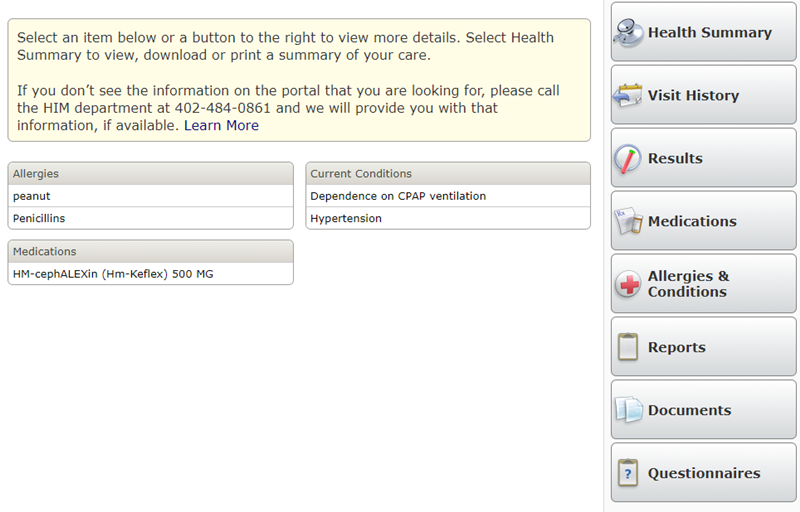 Select an item below or a button to the right to view more details. Select Health
Summary to view, download or print a summary of your care.
If you don’t see the information on the portal that you are looking for, please call
the HIM department at 402-484-0861 and we will provide you with that
information, if available. Learn More
Allergies
peanut
Penicillins
Current Conditions
Dependence on CPAP ventilation
Hypertension
Medications
HM-cephALEXin (Hm-Keflex) 500 MG
Health Summary
Visit History
Results
Rx
Medications
Allergies &
Conditions
Reports
Documents
?
Questionnaires